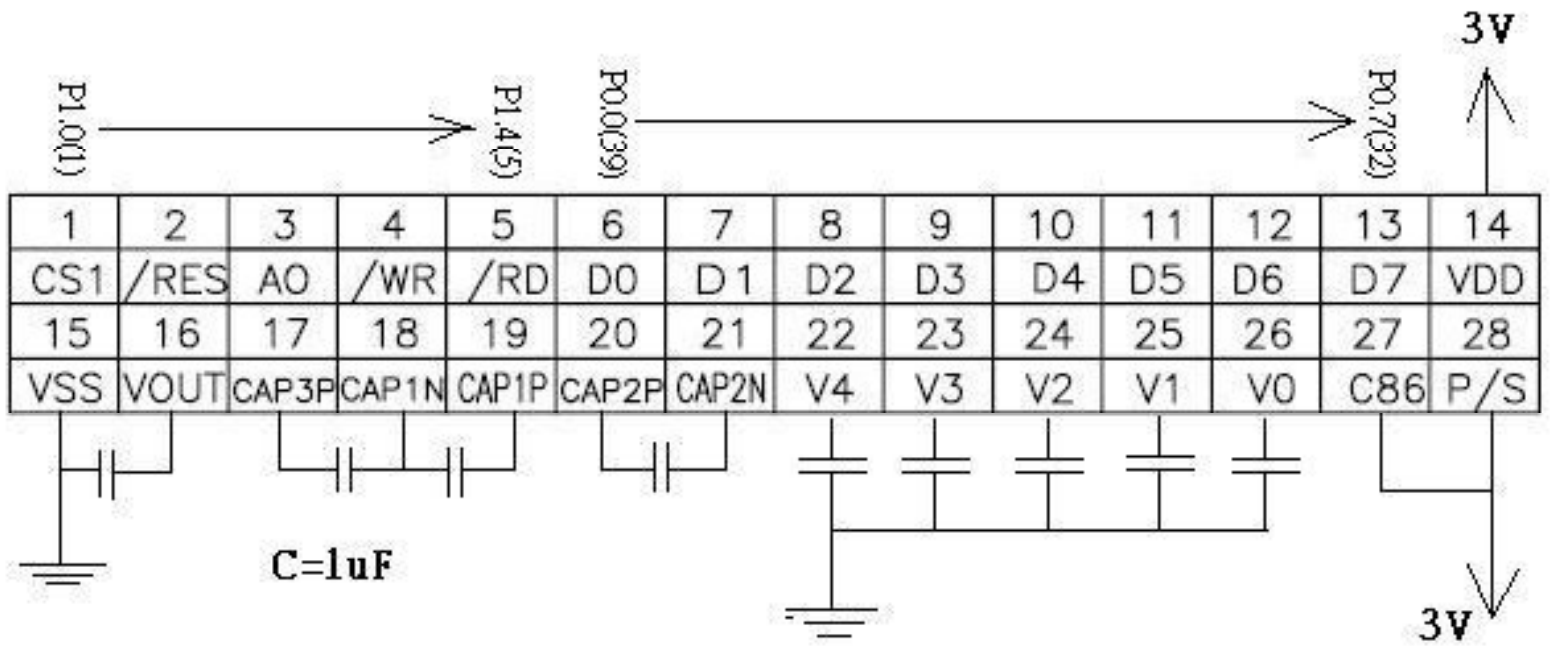 3V
P1.0(1) P1.4(5) P0.0(39) P0.7(32)
1 2 3 4 5 6 7 8 9 10 11 12 13 14
CS1 /RES AO /WR /RD D0 D1 D2 D3 D4 D5 D6 D7 VDD
15 16 17 18 19 20 21 22 23 24 25 26 27 28
VSS VOUT CAP3P CAP1N CAP1P CAP2P CAP2N V4 V3 V2 V1 V0 C86 P/S
C=1uF
3V